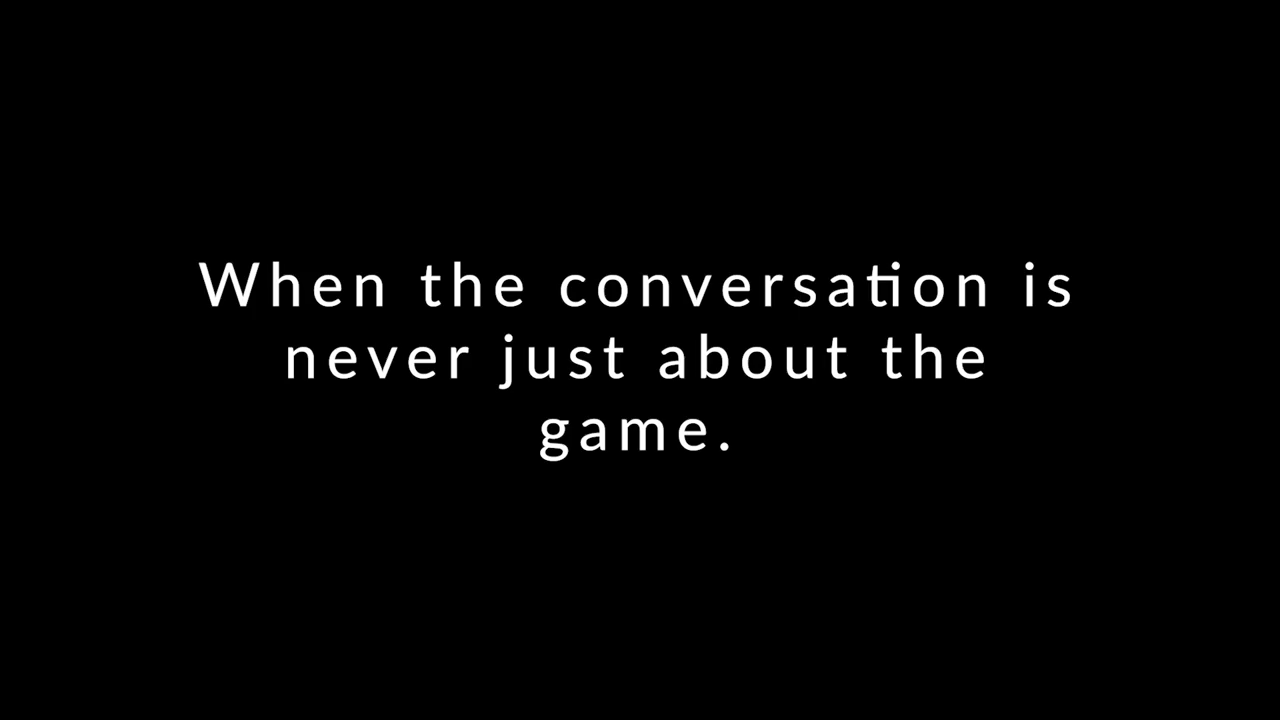 When the conversation is
never just about the
game.